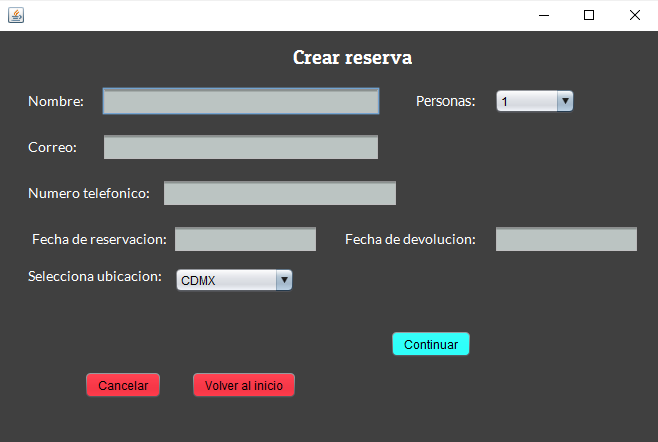 Crear reserva
Nombre: Personas: 1
Correo:
Numero telefonico:
Fecha de reservacion: Fecha de devolucion:
Selecciona ubicacion: CDMX
Continuar
Cancelar Volver al inicio